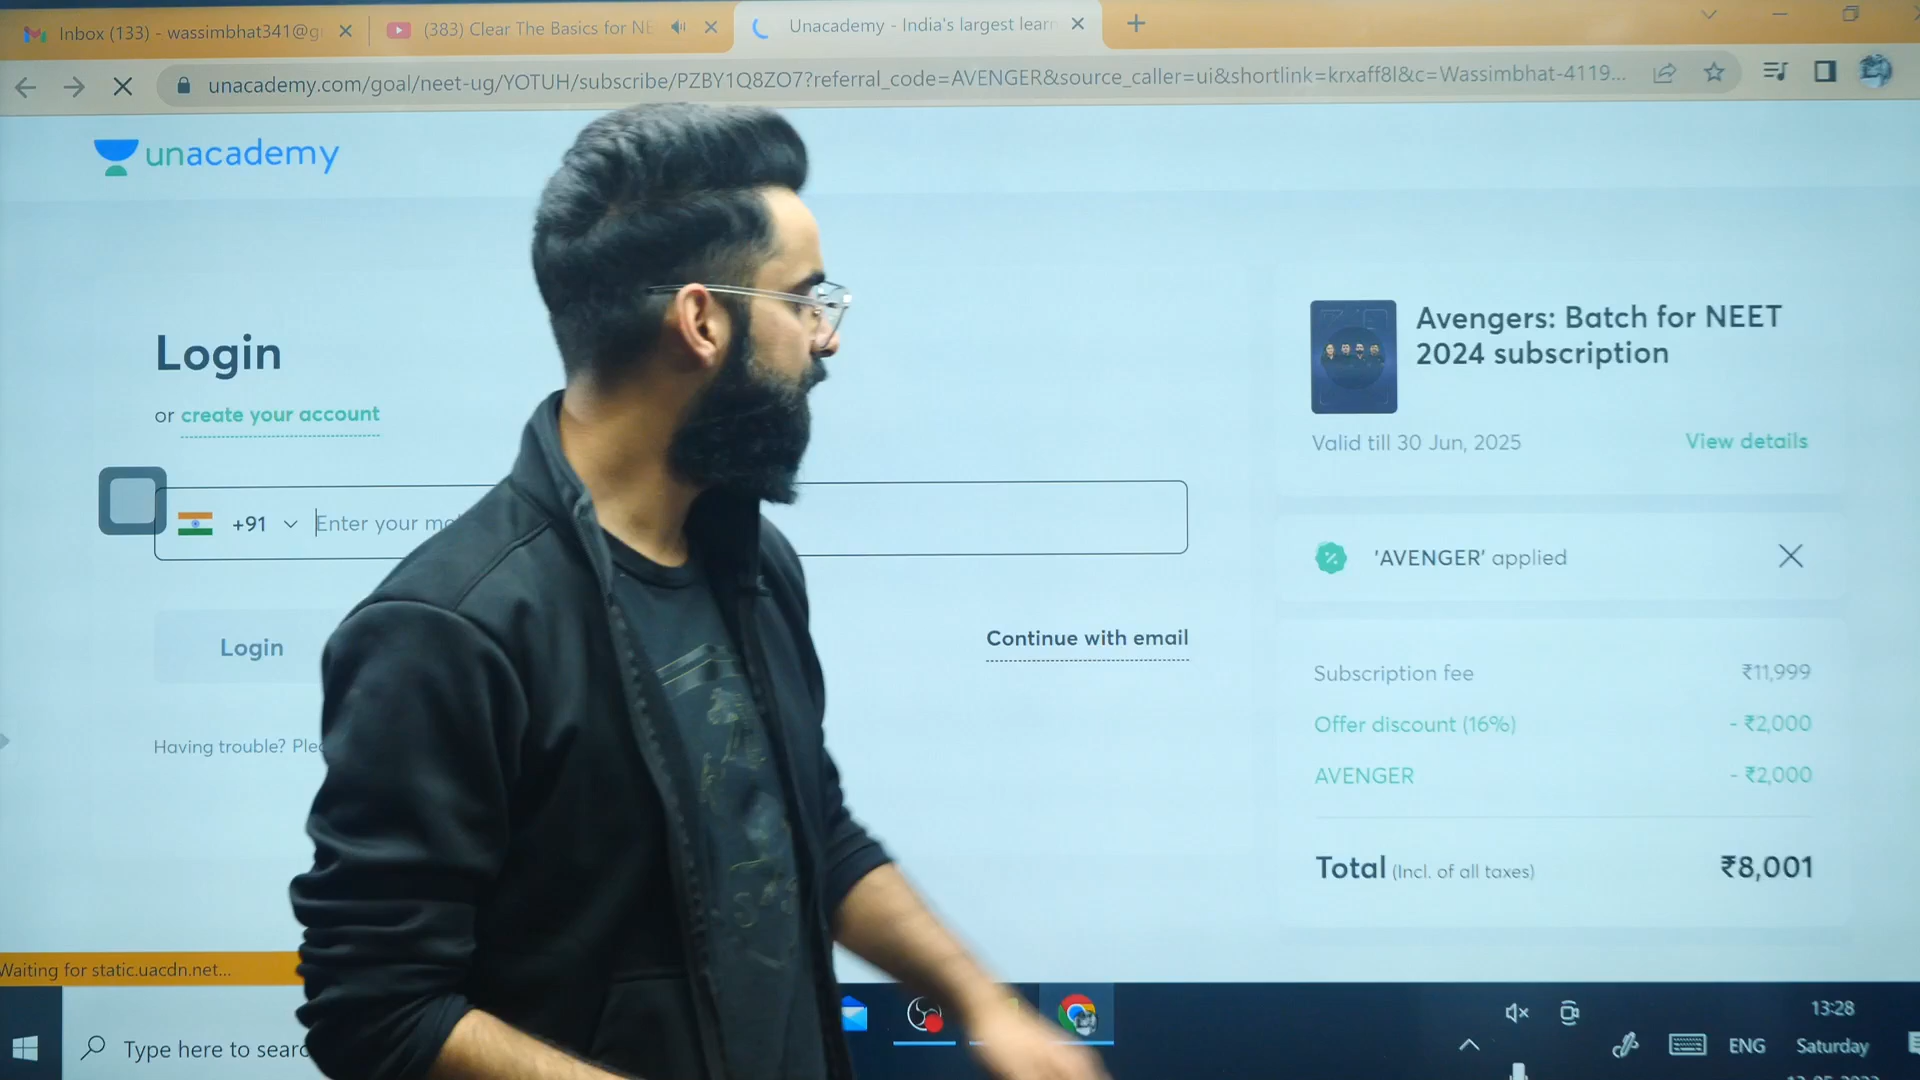 Inbox (133) - wassimbhat341@g
(383) Clear The Basics for NE
Unacademy - India's largest learn
unacademy.com/goal/neet-ug/YOTUH/subscribe/PZBY1Q8ZO7?referral_code=AVENGER&source_caller=ui&shortlink=krxaff8l&c=Wassimbhat-4119...
unacademy
Login
or create your account
+91
Enter your mo
Login
Continue with email
Having trouble?
Avengers: Batch for NEET
2024 subscription
Valid till 30 Jun, 2025
View details
'AVENGER' applied
Subscription fee ₹11,999
Offer discount (16%) - ₹2,000
AVENGER - ₹2,000
Total (Incl. of all taxes) ₹8,001
Waiting for static.uacdn.net...
Type here to searc
13:28
ENG
Saturday